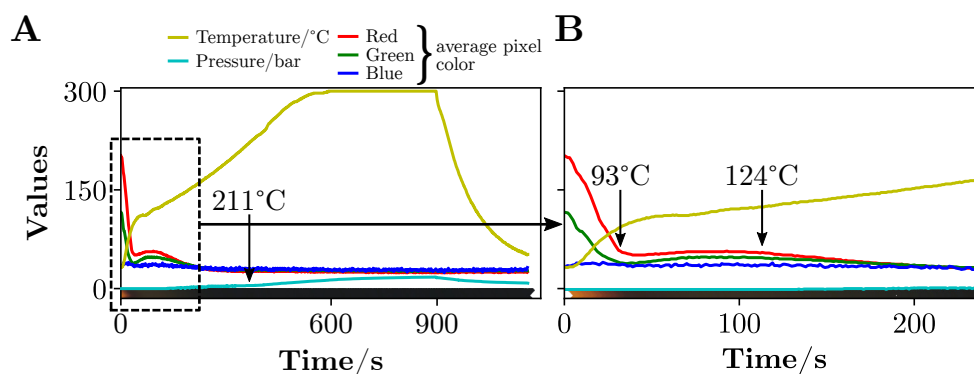 A
B
Temperature/°C
Pressure/bar
Red
Green
Blue
average pixel
color
300
150
0
Values
211°C
93°C
124°C
0
600
900
0
100
200
Time/s
Time/s